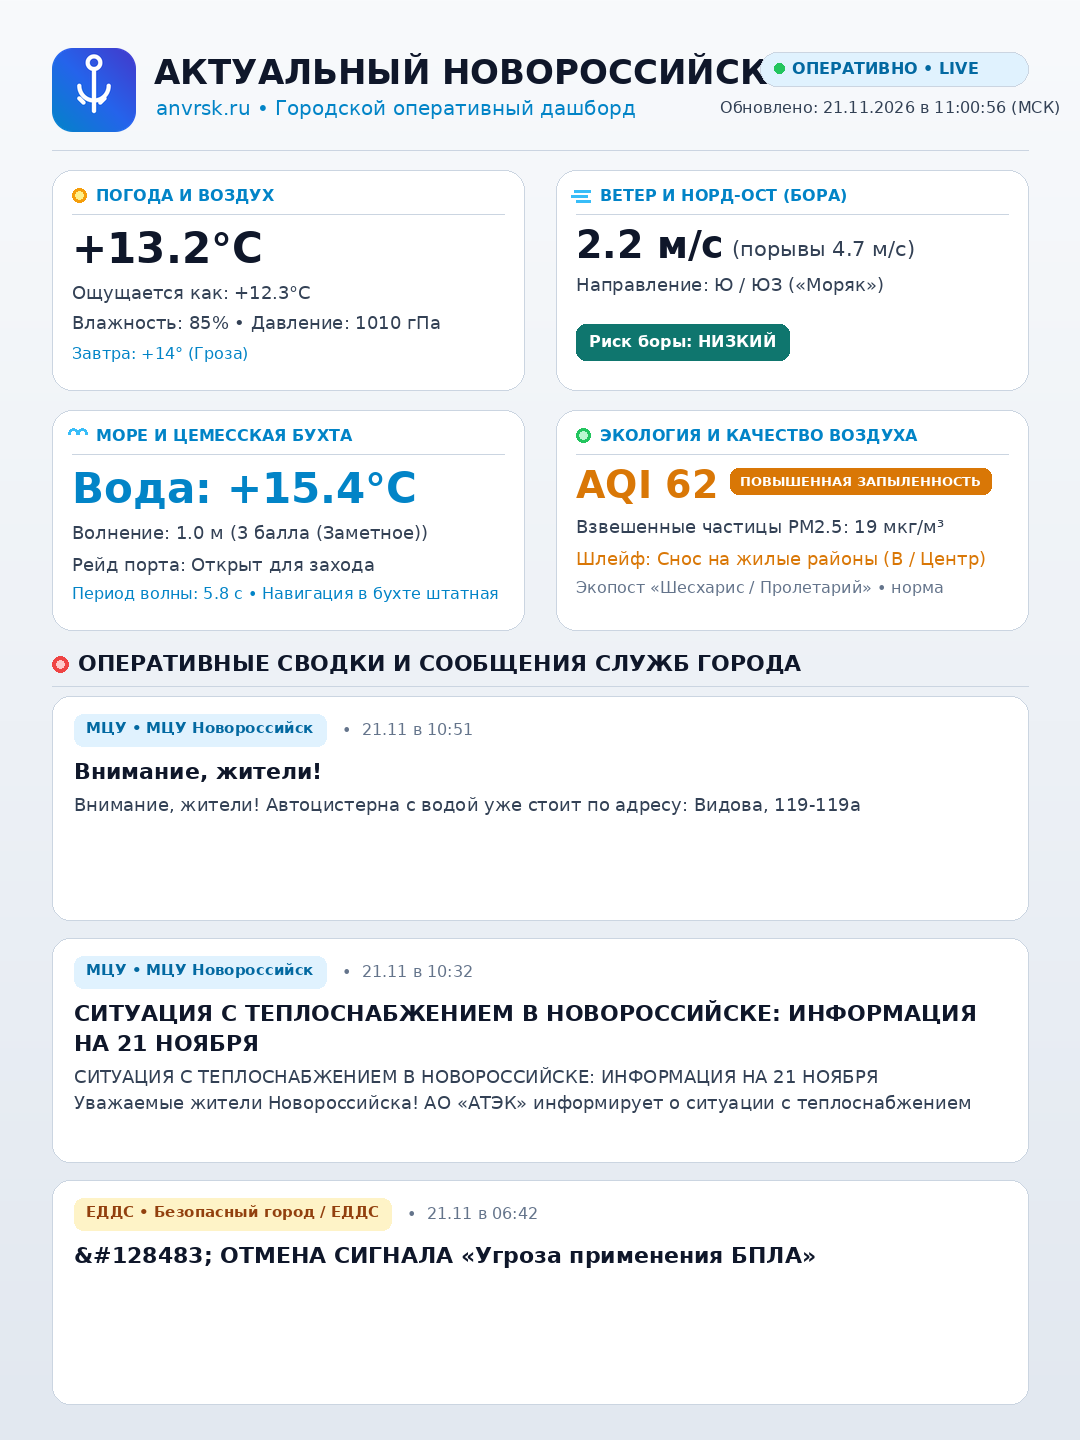 АКТУАЛЬНЫЙ НОВОРОССИЙСК
ОПЕРАТИВНО • LIVE
anvrsk.ru • Городской оперативный дашборд
Обновлено: 21.11.2026 в 11:00:56 (МСК)
ПОГОДА И ВОЗДУХ
+13.2°C
Ощущается как: +12.3°C
Влажность: 85% • Давление: 1010 гПа
Завтра: +14° (Гроза)
ВЕТЕР И НОРД-ОСТ (БОРА)
2.2 м/с (порывы 4.7 м/с)
Направление: Ю / ЮЗ («Моряк»)
Риск боры: НИЗКИЙ
МОРЕ И ЦЕМЕССКАЯ БУХТА
Вода: +15.4°C
Волнение: 1.0 м (3 балла (Заметное))
Рейд порта: Открыт для захода
Период волны: 5.8 с • Навигация в бухте штатная
ЭКОЛОГИЯ И КАЧЕСТВО ВОЗДУХА
AQI 62 ПОВЫШЕННАЯ ЗАПЫЛЕННОСТЬ
Взвешенные частицы PM2.5: 19 мкг/м³
Шлейф: Снос на жилые районы (В / Центр)
Экопост «Шесхарис / Пролетарий» • норма
ОПЕРАТИВНЫЕ СВОДКИ И СООБЩЕНИЯ СЛУЖБ ГОРОДА
МЦУ • МЦУ Новороссийск • 21.11 в 10:51
Внимание, жители!
Внимание, жители! Автоцистерна с водой уже стоит по адресу: Видова, 119-119а
МЦУ • МЦУ Новороссийск • 21.11 в 10:32
СИТУАЦИЯ С ТЕПЛОСНАБЖЕНИЕМ В НОВОРОССИЙСКЕ: ИНФОРМАЦИЯ
НА 21 НОЯБРЯ
СИТУАЦИЯ С ТЕПЛОСНАБЖЕНИЕМ В НОВОРОССИЙСКЕ: ИНФОРМАЦИЯ НА 21 НОЯБРЯ
Уважаемые жители Новороссийска! АО «АТЭК» информирует о ситуации с теплоснабжением
ЕДДС • Безопасный город / ЕДДС • 21.11 в 06:42
&#128483; ОТМЕНА СИГНАЛА «Угроза применения БПЛА»